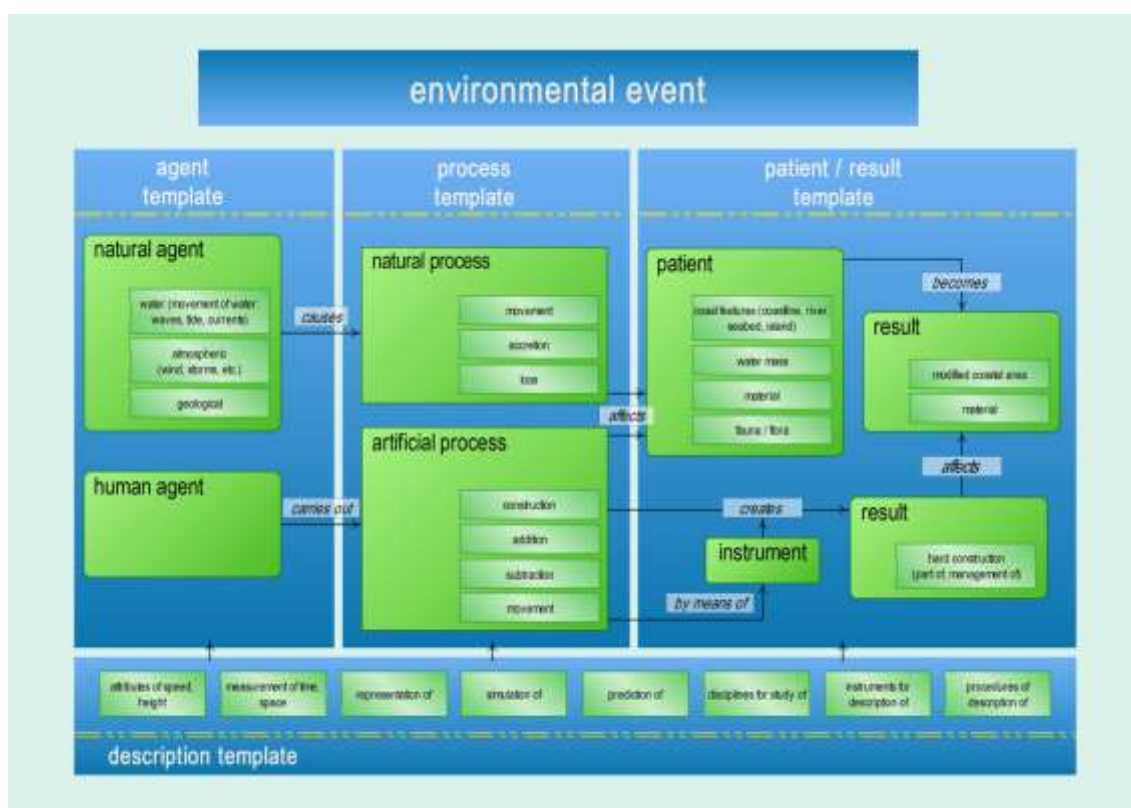 environmental event
agent
template
process
template
patient / result
template
natural agent
water (movement of water:
waves, tide, currents)
atmospheric
(wind, storms, etc.)
geological
human agent
causes
carries out
natural process
movement
accretion
loss
artificial process
construction
addition
subtraction
movement
affects
patient
coast features (coastline, river,
seabed, island)
water mass
material
fauna / flora
becomes
result
modified coastal area
material
affects
creates
instrument
by means of
result
hard construction
(part of, management of)
attributes of speed,
height
measurement of time,
space
representation of
simulation of
prediction of
disciplines for study of
instruments for
description of
procedures of
description of
description template